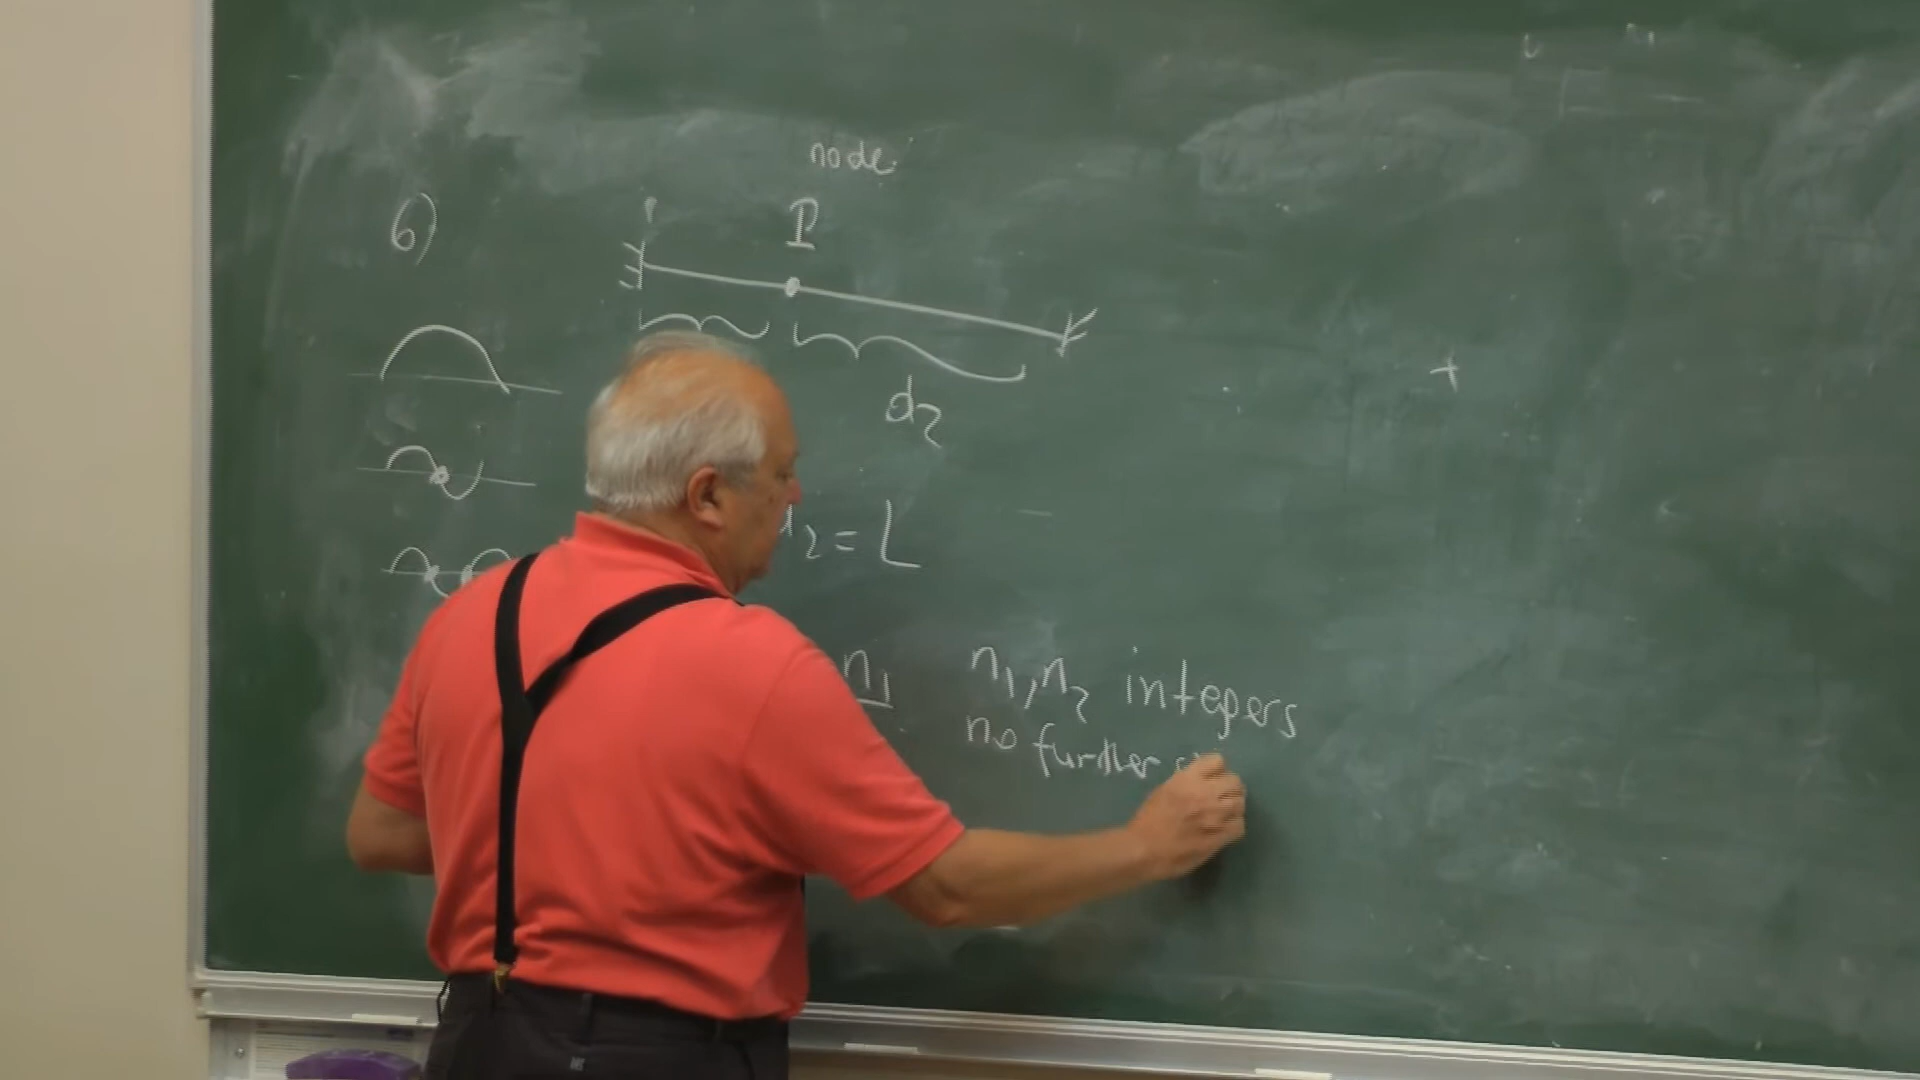 node
6)
P
d2
2 = L
n1
n1, n2 integers
no further